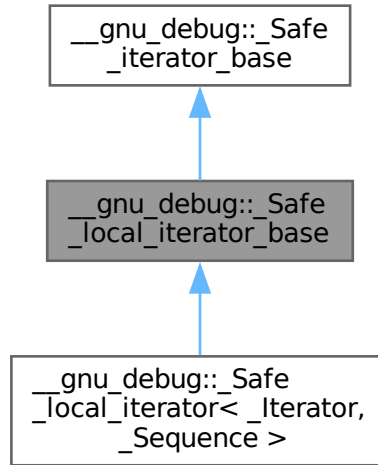 __gnu_debug::_Safe
_iterator_base
__gnu_debug::_Safe
_local_iterator_base
__gnu_debug::_Safe
_local_iterator< _Iterator,
_Sequence >